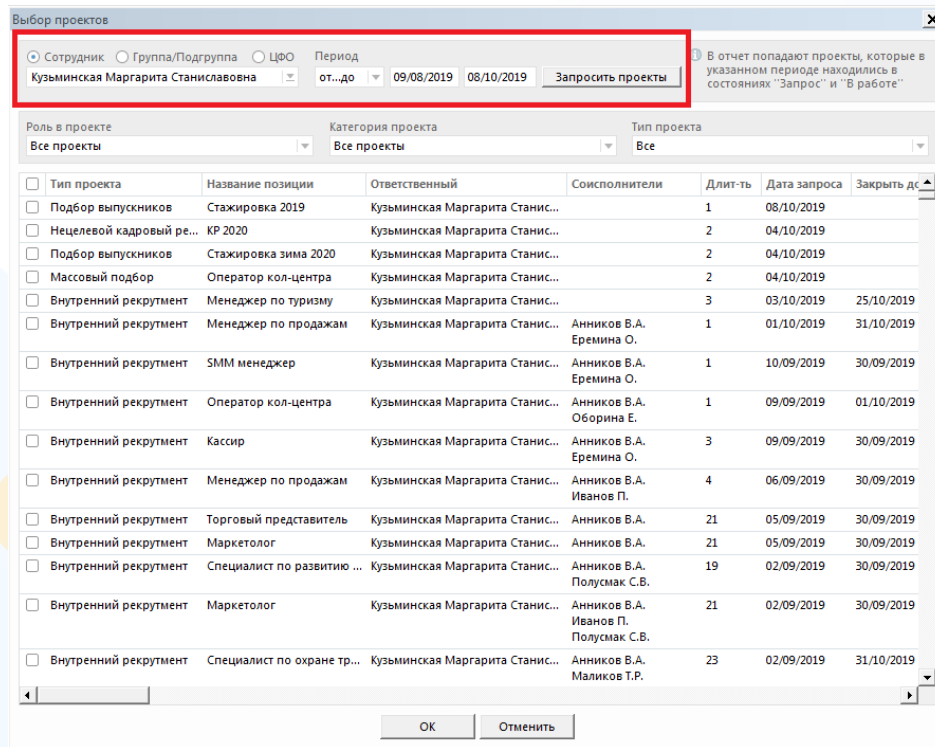 Выбор проектов
Сотрудник Группа/Подгруппа ЦФО Период
Кузьминская Маргарита Станиславовна от...до 09/08/2019 08/10/2019 Запросить проекты
В отчет попадают проекты, которые в
указанном периоде находились в
состояниях "Запрос" и "В работе"
Роль в проекте Категория проекта Тип проекта
Все проекты Все проекты Все
Тип проекта Название позиции Ответственный Соисполнители Длит-ть Дата запроса Закрыть до
Подбор выпускников Стажировка 2019 Кузьминская Маргарита Станис... 1 08/10/2019
Нецелевой кадровый ре... КР 2020 Кузьминская Маргарита Станис... 2 04/10/2019
Подбор выпускников Стажировка зима 2020 Кузьминская Маргарита Станис... 2 04/10/2019
Массовый подбор Оператор кол-центра Кузьминская Маргарита Станис... 2 04/10/2019
Внутренний рекрутмент Менеджер по туризму Кузьминская Маргарита Станис... 3 03/10/2019 25/10/2019
Внутренний рекрутмент Менеджер по продажам Кузьминская Маргарита Станис... Анников В.А. 1 01/10/2019 31/10/2019
Еремина О.
Внутренний рекрутмент SMM менеджер Кузьминская Маргарита Станис... Анников В.А. 1 10/09/2019 30/09/2019
Еремина О.
Внутренний рекрутмент Оператор кол-центра Кузьминская Маргарита Станис... Анников В.А. 1 09/09/2019 01/10/2019
Оборина Е.
Внутренний рекрутмент Кассир Кузьминская Маргарита Станис... Анников В.А. 3 09/09/2019 30/09/2019
Еремина О.
Внутренний рекрутмент Менеджер по продажам Кузьминская Маргарита Станис... Анников В.А. 4 06/09/2019 30/09/2019
Иванов П.
Внутренний рекрутмент Торговый представитель Кузьминская Маргарита Станис... Анников В.А. 21 05/09/2019 30/09/2019
Внутренний рекрутмент Маркетолог Кузьминская Маргарита Станис... Анников В.А. 21 05/09/2019 30/09/2019
Внутренний рекрутмент Специалист по развитию ... Кузьминская Маргарита Станис... Анников В.А. 19 02/09/2019 30/09/2019
Полусмак С.В.
Внутренний рекрутмент Маркетолог Кузьминская Маргарита Станис... Анников В.А. 21 02/09/2019 30/09/2019
Иванов П.
Полусмак С.В.
Внутренний рекрутмент Специалист по охране тр... Кузьминская Маргарита Станис... Анников В.А. 23 02/09/2019 31/10/2019
Маликов Т.Р.
ОК Отменить